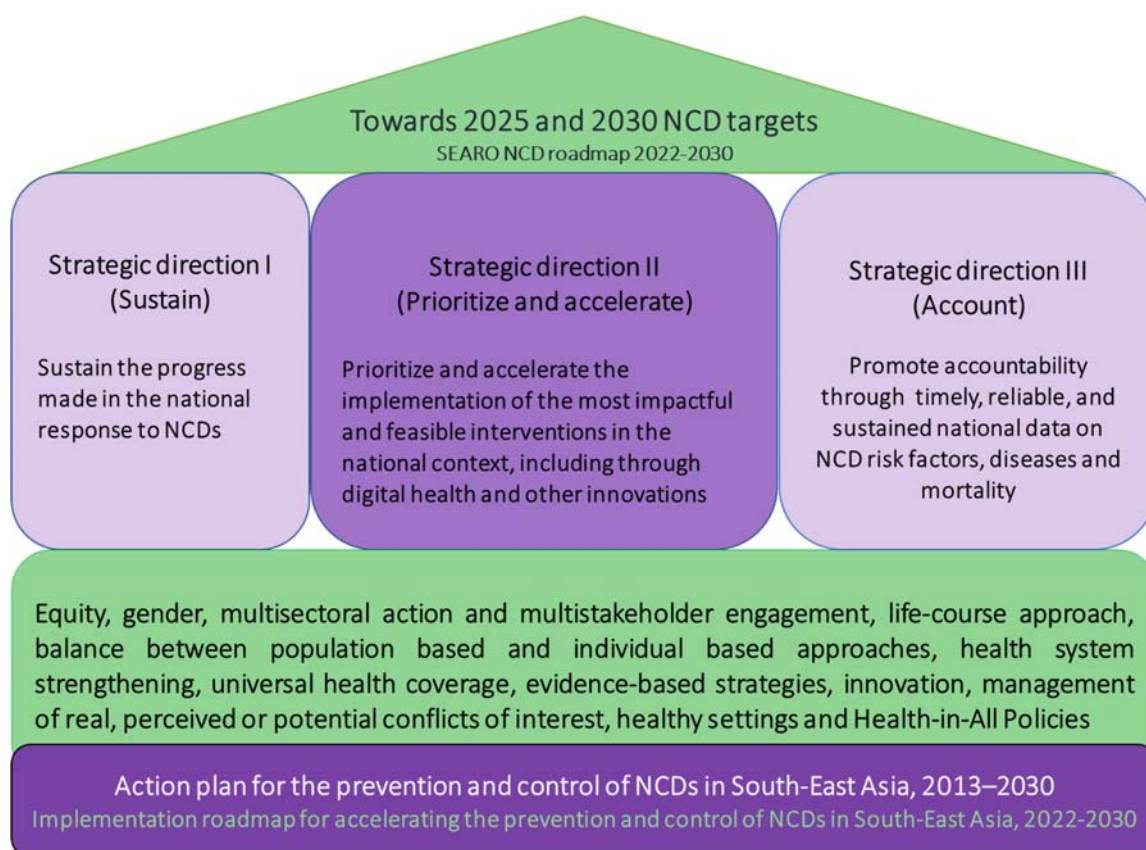 Towards 2025 and 2030 NCD targets
SEARO NCD roadmap 2022-2030
Strategic direction I
(Sustain)
Sustain the progress
made in the national
response to NCDs
Strategic direction II
(Prioritize and accelerate)
Prioritize and accelerate the
implementation of the most impactful
and feasible interventions in the
national context, including through
digital health and other innovations
Strategic direction III
(Account)
Promote accountability
through timely, reliable, and
sustained national data on
NCD risk factors, diseases and
mortality
Equity, gender, multisectoral action and multistakeholder engagement, life-course approach,
balance between population based and individual based approaches, health system
strengthening, universal health coverage, evidence-based strategies, innovation, management
of real, perceived or potential conflicts of interest, healthy settings and Health-in-All Policies
Action plan for the prevention and control of NCDs in South-East Asia, 2013–2030
Implementation roadmap for accelerating the prevention and control of NCDs in South-East Asia, 2022-2030